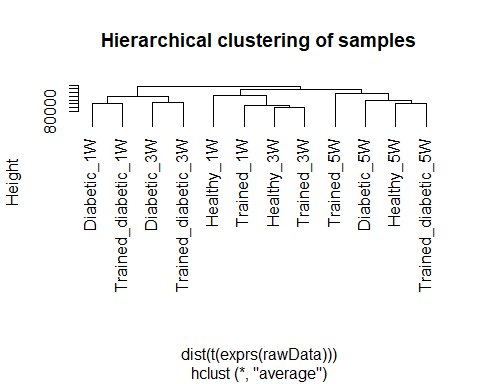 Hierarchical clustering of samples
Height
80000
Diabetic_1W
Trained_diabetic_1W
Diabetic_3W
Trained_diabetic_3W
Healthy_1W
Trained_1W
Healthy_3W
Trained_3W
Trained_5W
Diabetic_5W
Healthy_5W
Trained_diabetic_5W
dist(t(exprs(rawData)))
hclust (*, "average")